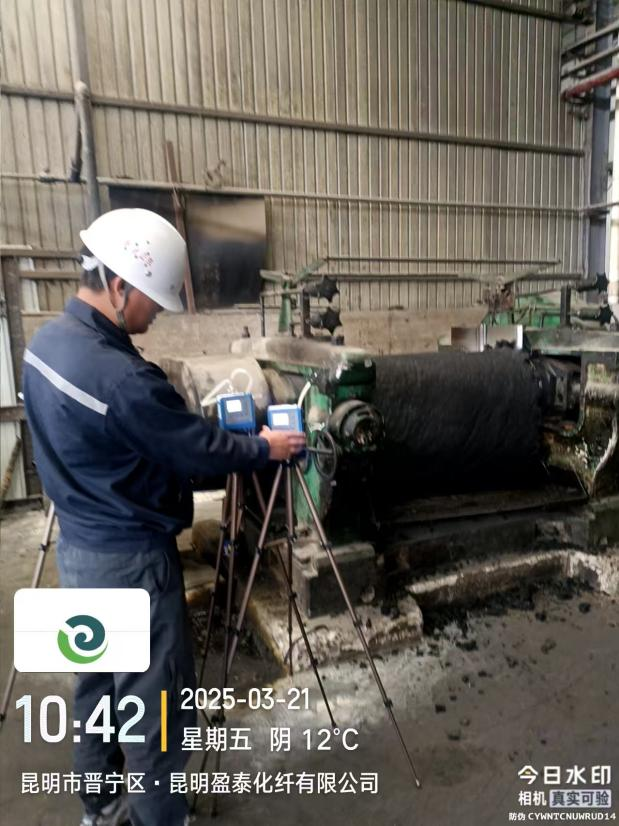 10:42
2025-03-21
星期五 阴 12°C
昆明市晋宁区·昆明盈泰化纤有限公司
今日水印
相机 真实可验
防伪 CYWNTCNUWRUD14